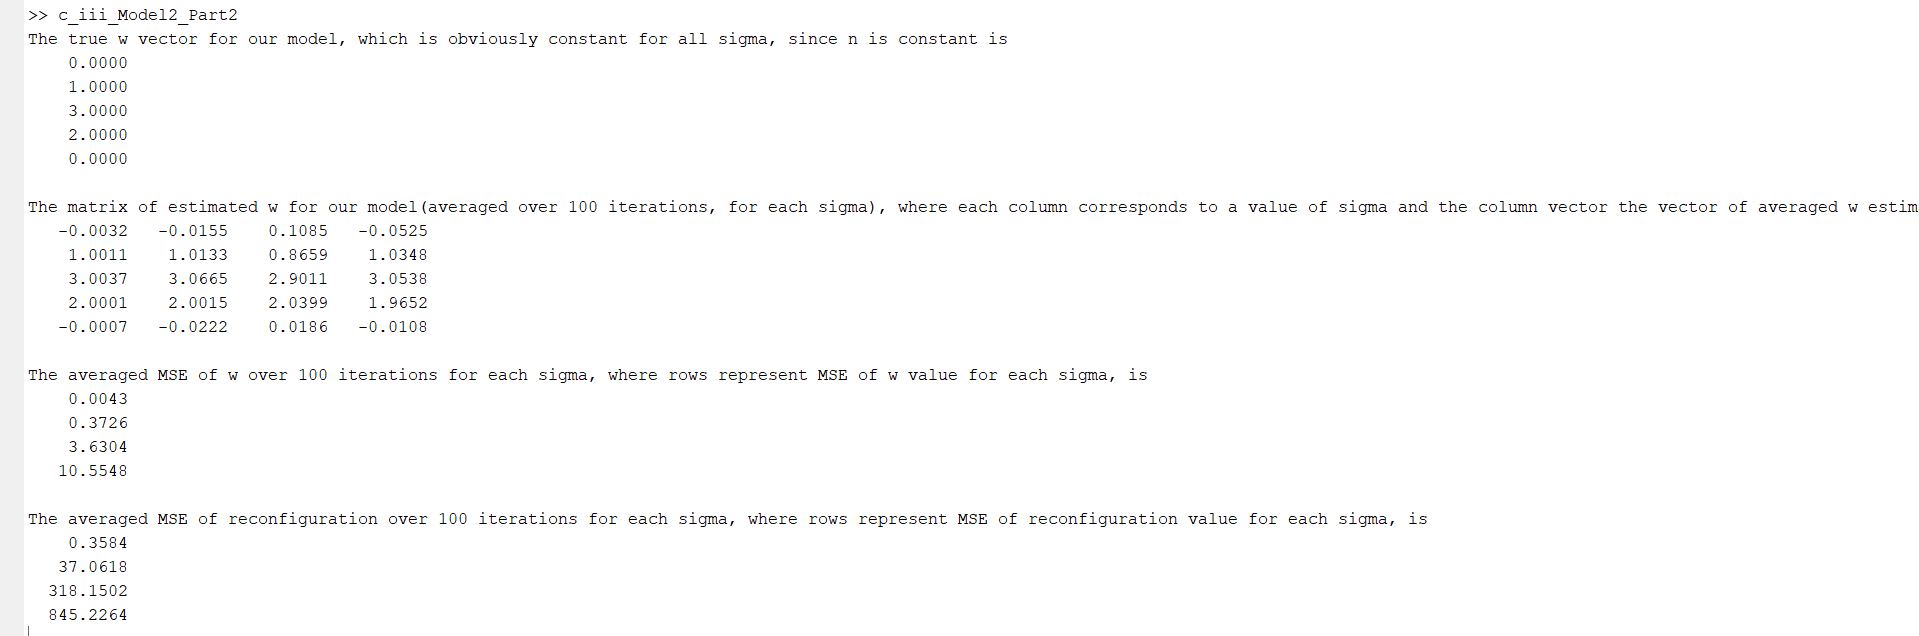 >> c_iii_Model2_Part2
The true w vector for our model, which is obviously constant for all sigma, since n is constant is
0.0000
1.0000
3.0000
2.0000
0.0000
The matrix of estimated w for our model(averaged over 100 iterations, for each sigma), where each column corresponds to a value of sigma and the column vector the vector of averaged w estim
-0.0032 -0.0155 0.1085 -0.0525
1.0011 1.0133 0.8659 1.0348
3.0037 3.0665 2.9011 3.0538
2.0001 2.0015 2.0399 1.9652
-0.0007 -0.0222 0.0186 -0.0108
The averaged MSE of w over 100 iterations for each sigma, where rows represent MSE of w value for each sigma, is
0.0043
0.3726
3.6304
10.5548
The averaged MSE of reconfiguration over 100 iterations for each sigma, where rows represent MSE of reconfiguration value for each sigma, is
0.3584
37.0618
318.1502
845.2264